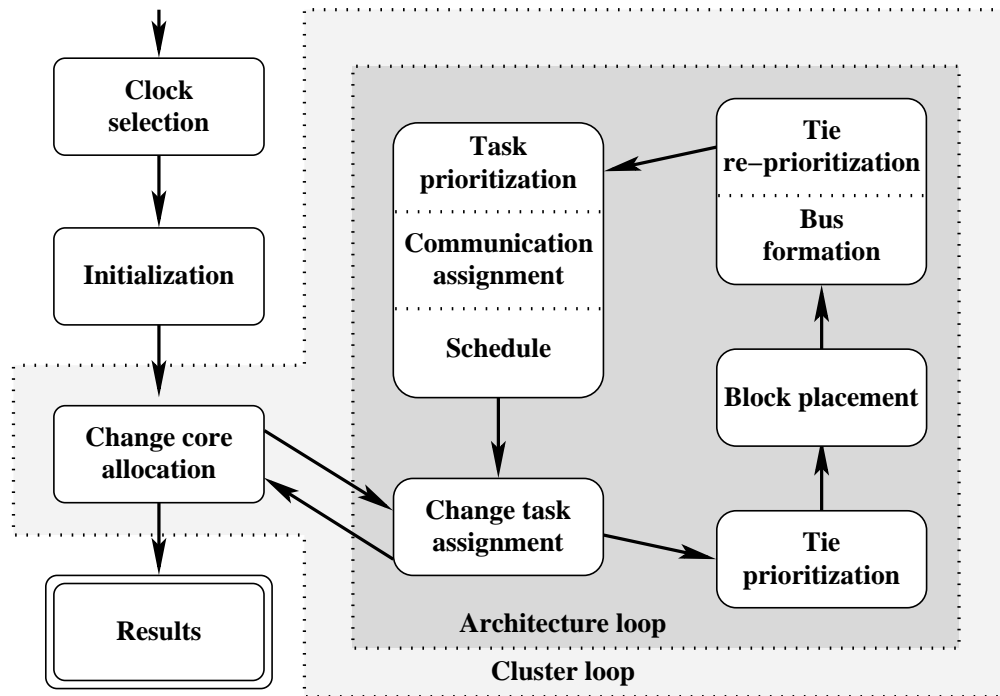 Clock
selection
Initialization
Change core
allocation
Results
Task
prioritization
Communication
assignment
Schedule
Change task
assignment
Tie
re−prioritization
Bus
formation
Block placement
Tie
prioritization
Architecture loop
Cluster loop